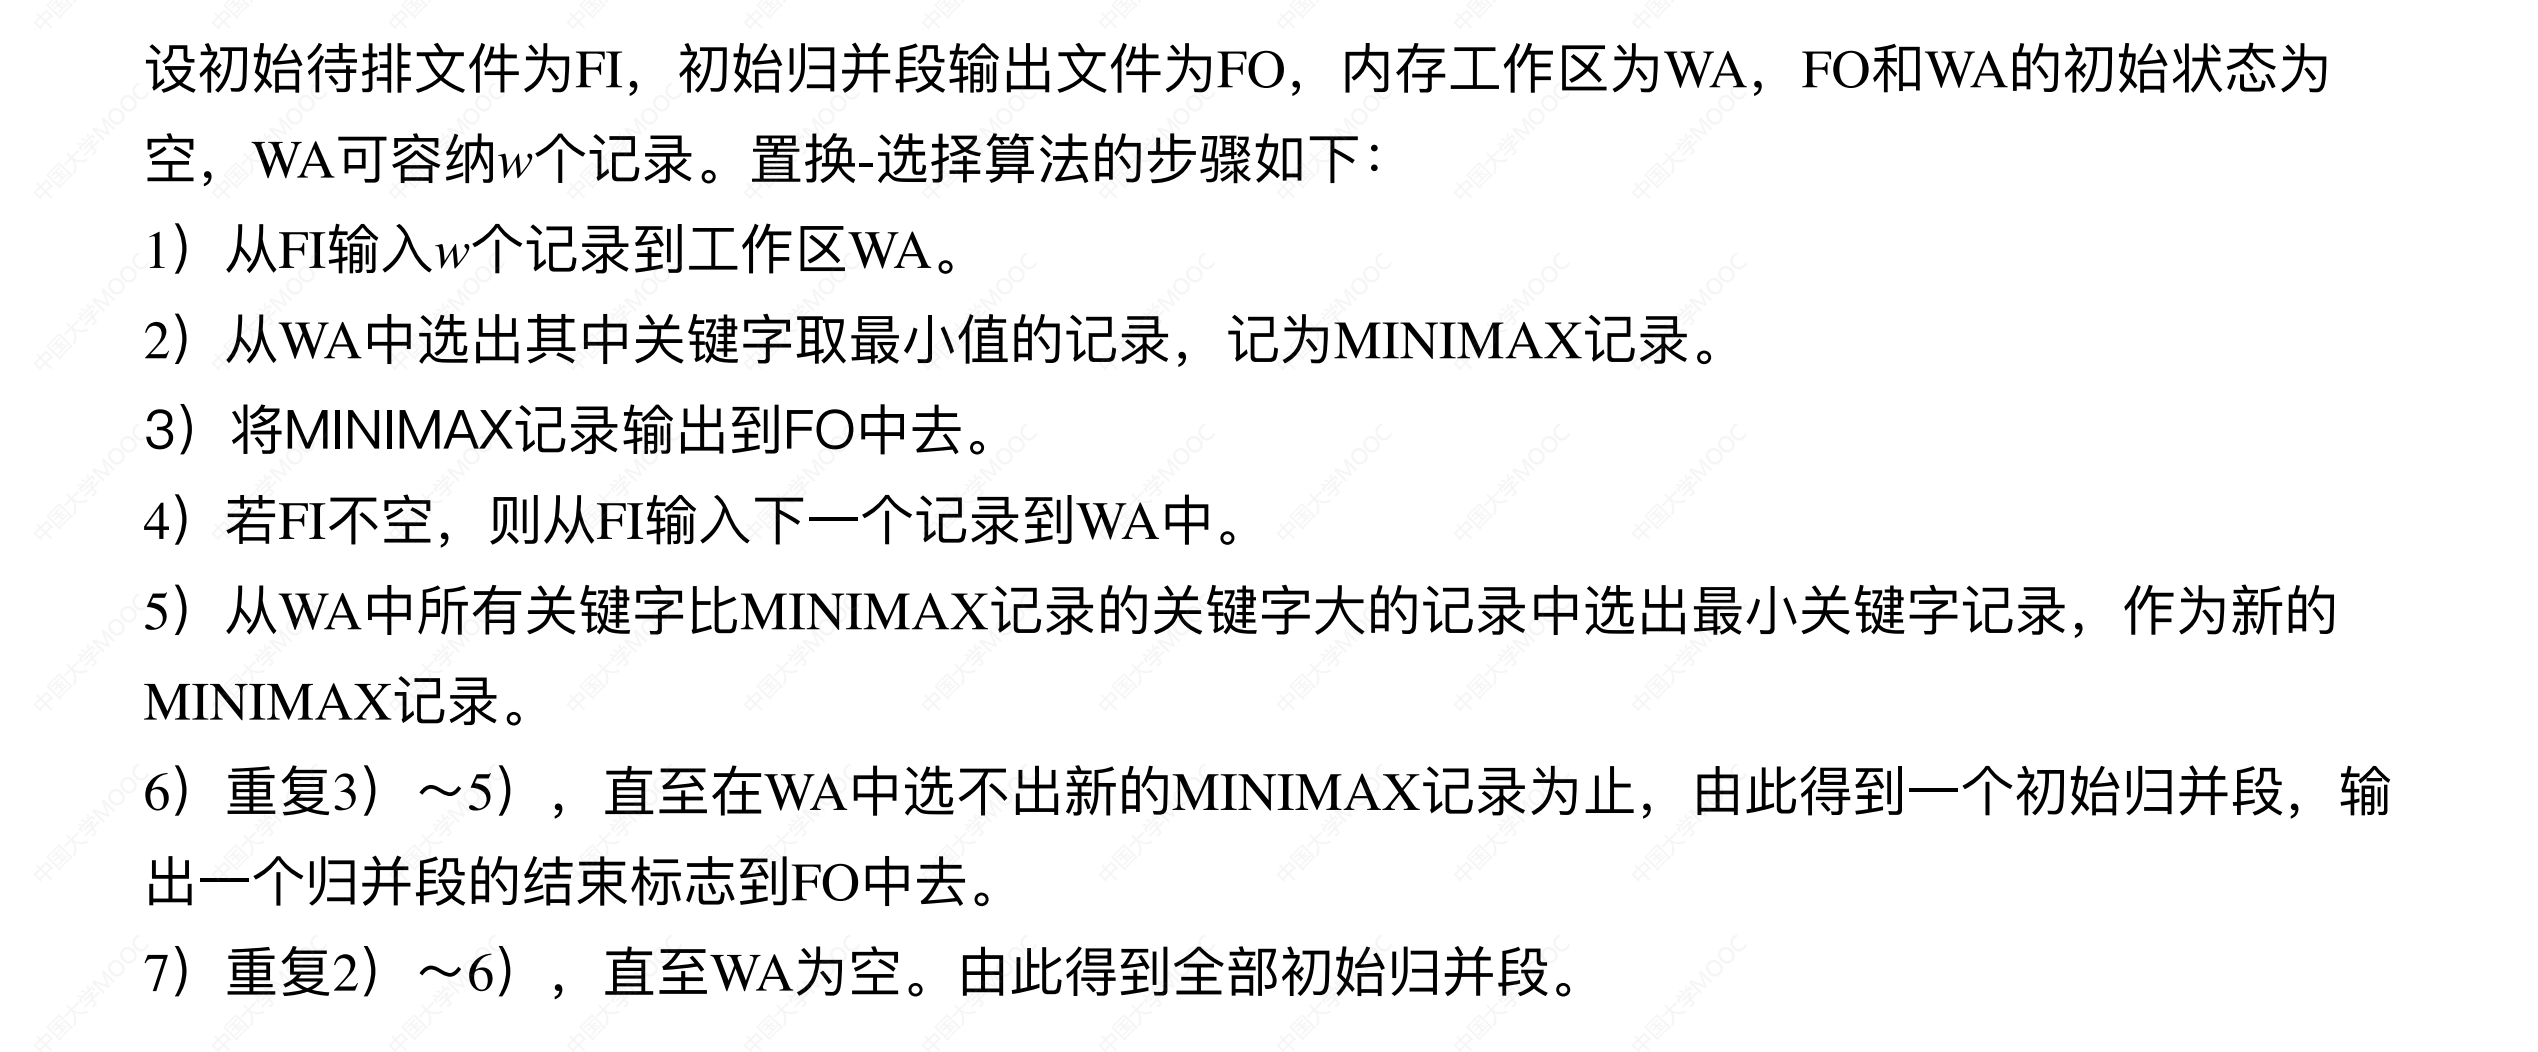 设初始待排文件为FI，初始归并段输出文件为FO，内存工作区为WA，FO和WA的初始状态为
空，WA可容纳w个记录。置换-选择算法的步骤如下：
1）从FI输入w个记录到工作区WA。
2）从WA中选出其中关键字取最小值的记录，记为MINIMAX记录。
3）将MINIMAX记录输出到FO中去。
4）若FI不空，则从FI输入下一个记录到WA中。
5）从WA中所有关键字比MINIMAX记录的关键字大的记录中选出最小关键字记录，作为新的
MINIMAX记录。
6）重复3）～5），直至在WA中选不出新的MINIMAX记录为止，由此得到一个初始归并段，输
出一个归并段的结束标志到FO中去。
7）重复2）～6），直至WA为空。由此得到全部初始归并段。
中国大学MOOC